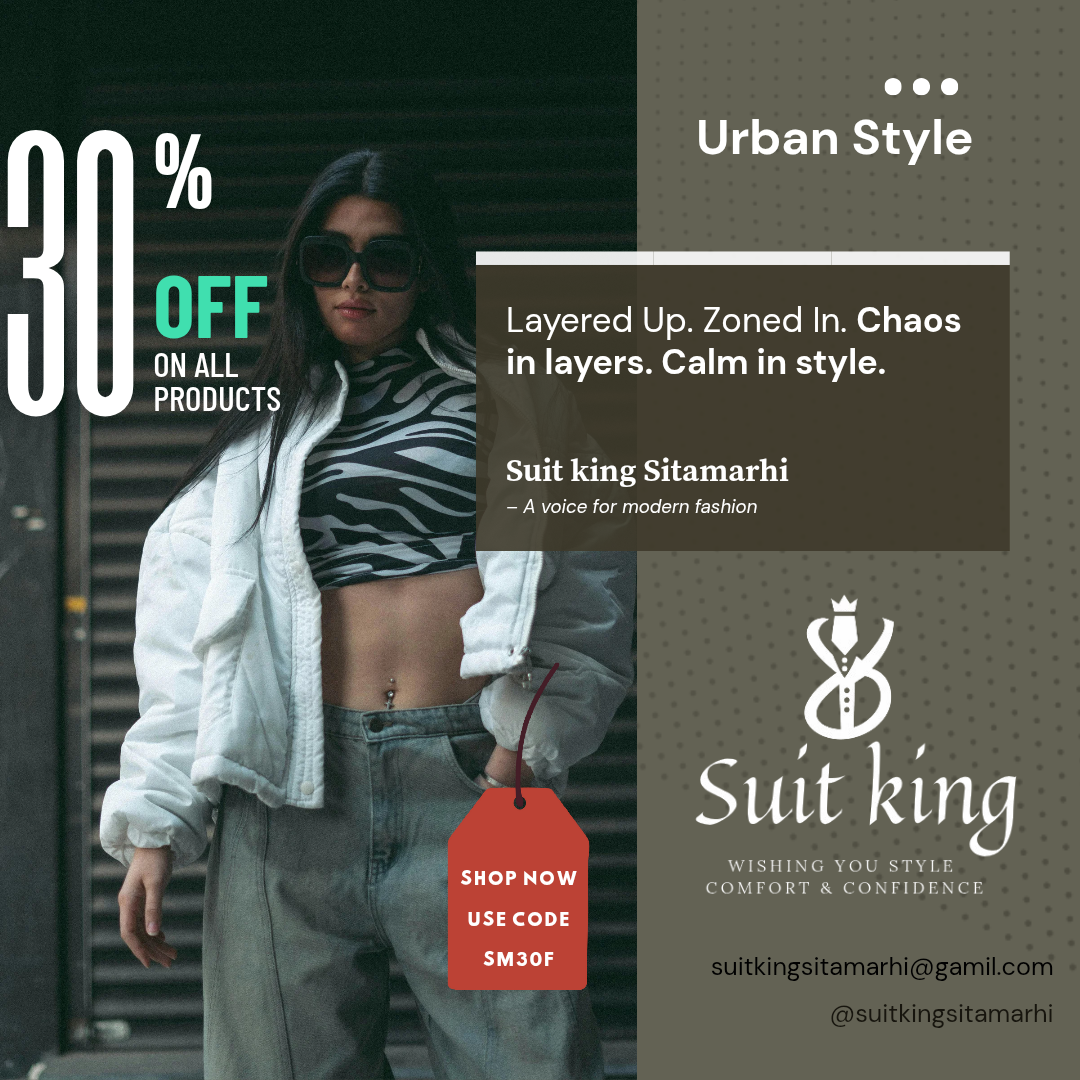 30%
OFF
ON ALL
PRODUCTS
Urban Style
Layered Up. Zoned In. Chaos
in layers. Calm in style.
Suit king Sitamarhi
– A voice for modern fashion
Suit king
WISHING YOU STYLE
COMFORT & CONFIDENCE
SHOP NOW
USE CODE
SM30F
suitkingsitamarhi@gamil.com
@suitkingsitamarhi